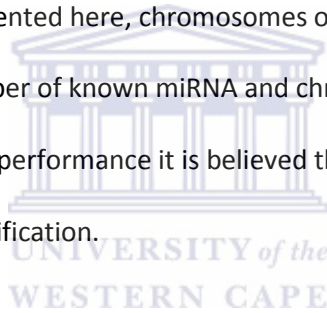 ented here, chromosomes o
ber of known miRNA and chr
performance it is believed th
ification.
UNIVERSITY of the
WESTERN CAPE